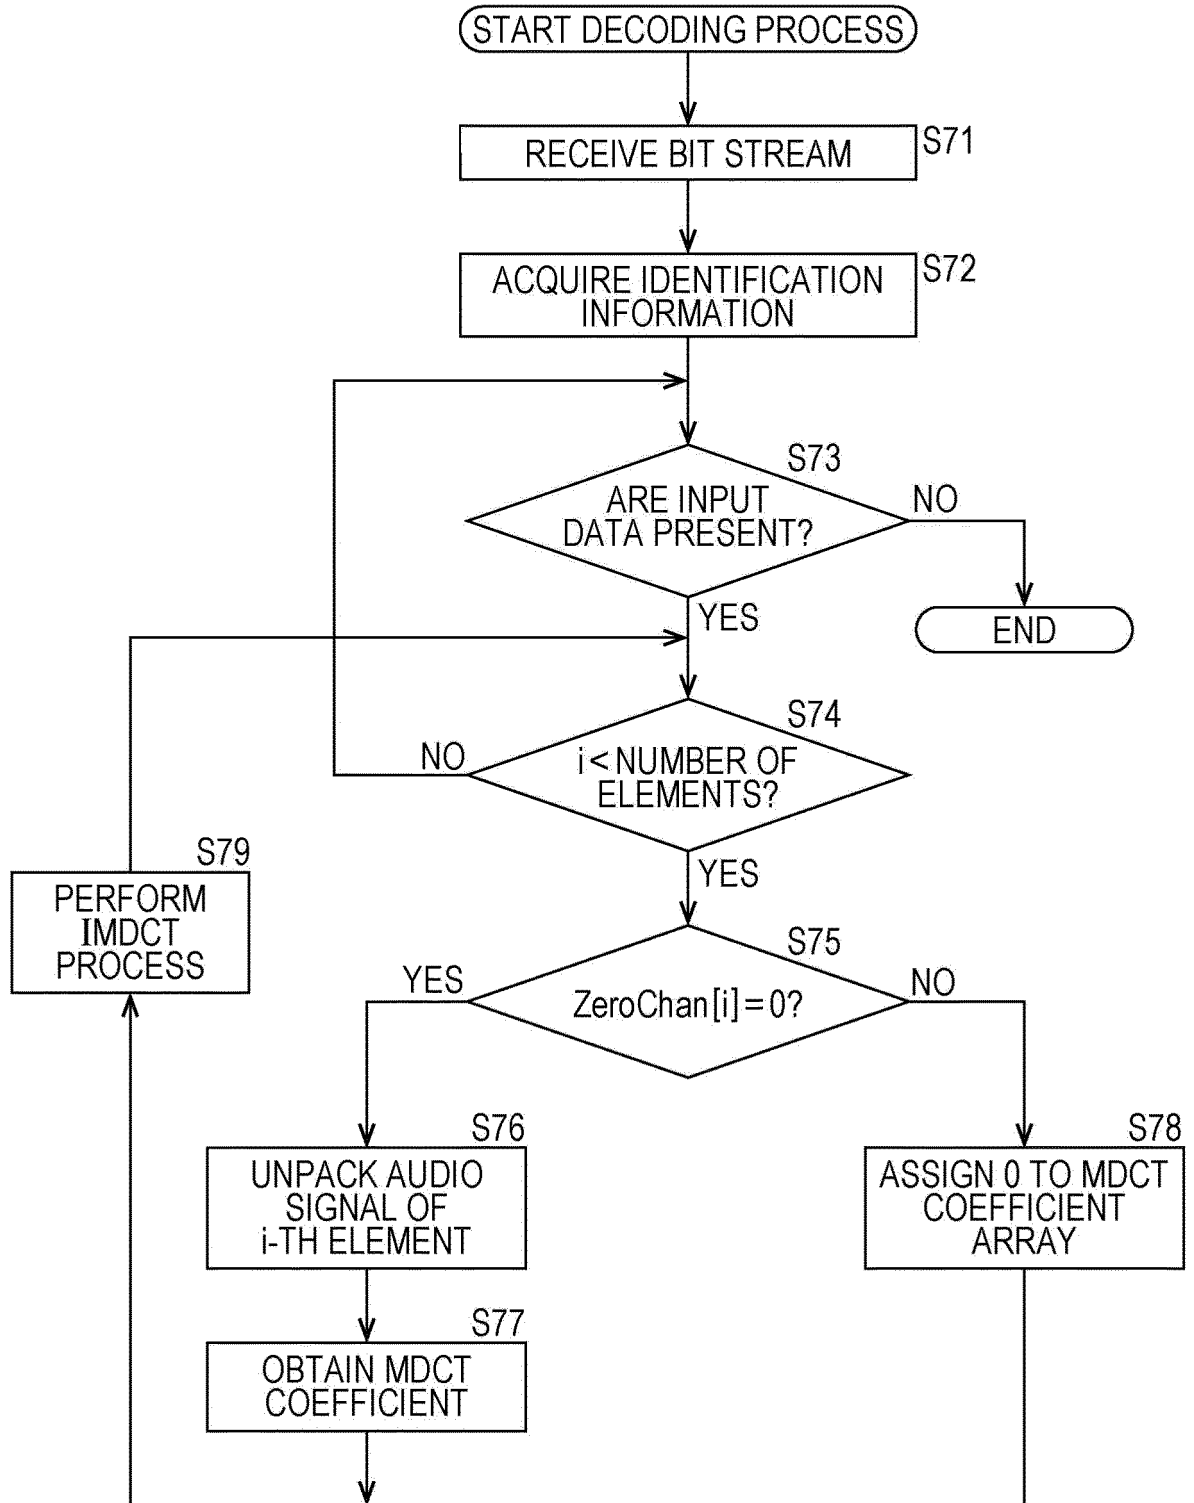 START DECODING PROCESS
S71
RECEIVE BIT STREAM
S72
ACQUIRE IDENTIFICATION
INFORMATION
S73
ARE INPUT
DATA PRESENT?
NO
YES
END
S74
i < NUMBER OF
ELEMENTS?
NO
YES
S79
PERFORM
IMDCT
PROCESS
S75
ZeroChan[i] = 0?
YES
NO
S76
UNPACK AUDIO
SIGNAL OF
i-TH ELEMENT
S78
ASSIGN 0 TO MDCT
COEFFICIENT
ARRAY
S77
OBTAIN MDCT
COEFFICIENT